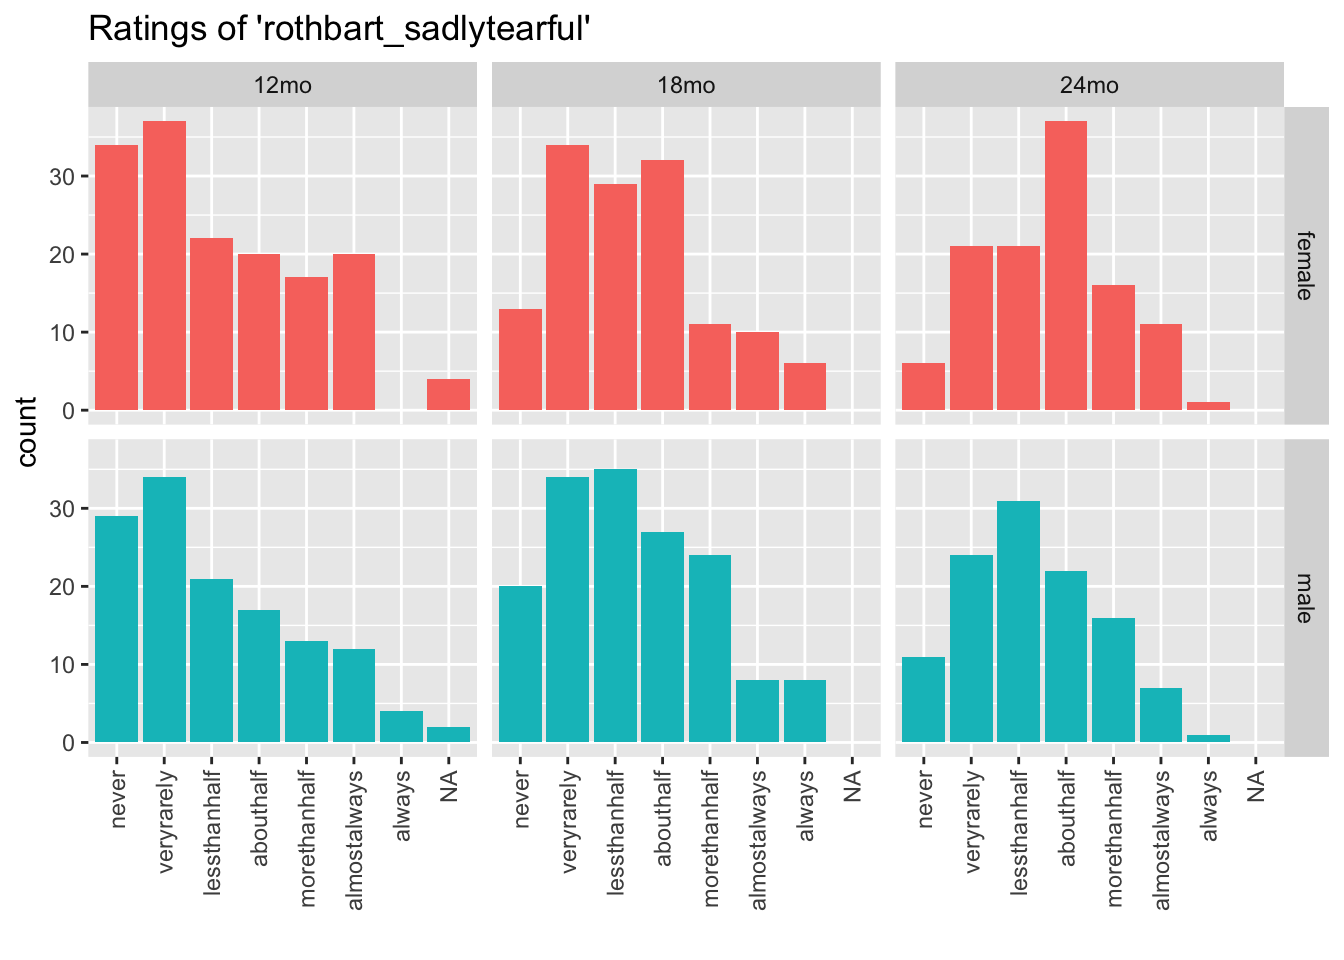 Ratings of 'rothbart_sadlytearful'
12mo 18mo 24mo
30
20
10
0
female
count
30
20
10
0
male
never veryrarely lessthanhalf abouthalf morethanhalf almostalways always NA never veryrarely lessthanhalf abouthalf morethanhalf almostalways always NA never veryrarely lessthanhalf abouthalf morethanhalf almostalways always NA